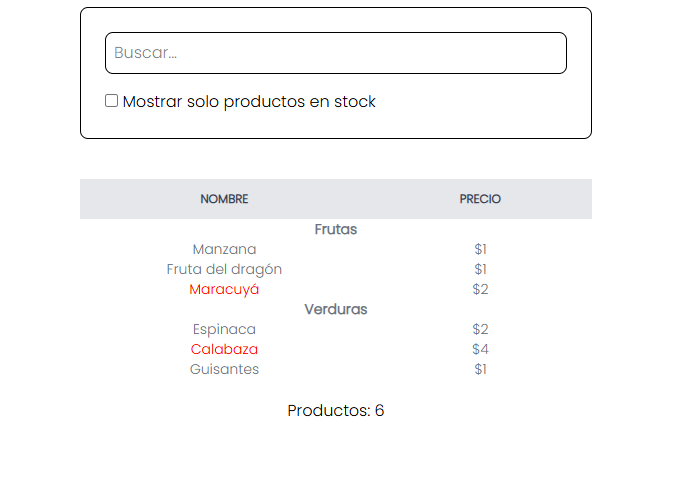 Buscar...
Mostrar solo productos en stock
NOMBRE PRECIO
Frutas
Manzana $1
Fruta del dragón $1
Maracuyá $2
Verduras
Espinaca $2
Calabaza $4
Guisantes $1
Productos: 6